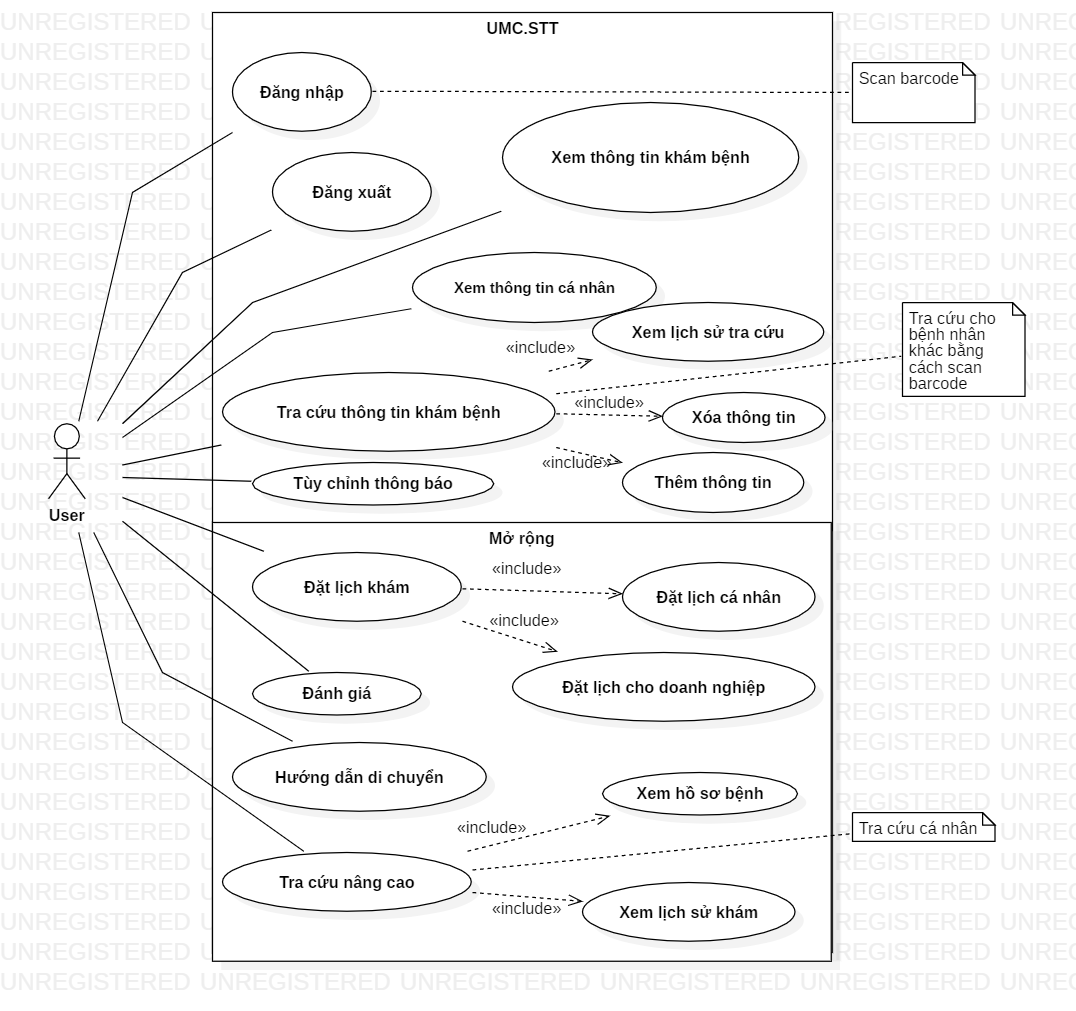 UMC.STT
Đăng nhập
Scan barcode
Xem thông tin khám bệnh
Đăng xuất
Xem thông tin cá nhân
Xem lịch sử tra cứu
«include»
Tra cứu cho
bệnh nhân
khác bằng
cách scan
barcode
Tra cứu thông tin khám bệnh
«include»
Xóa thông tin
«include»
Thêm thông tin
Tùy chỉnh thông báo
User
Mở rộng
«include»
Đặt lịch khám
Đặt lịch cá nhân
«include»
Đặt lịch cho doanh nghiệp
Đánh giá
Hướng dẫn di chuyển
Xem hồ sơ bệnh
«include»
Tra cứu cá nhân
Tra cứu nâng cao
«include»
Xem lịch sử khám
UNREGISTERED